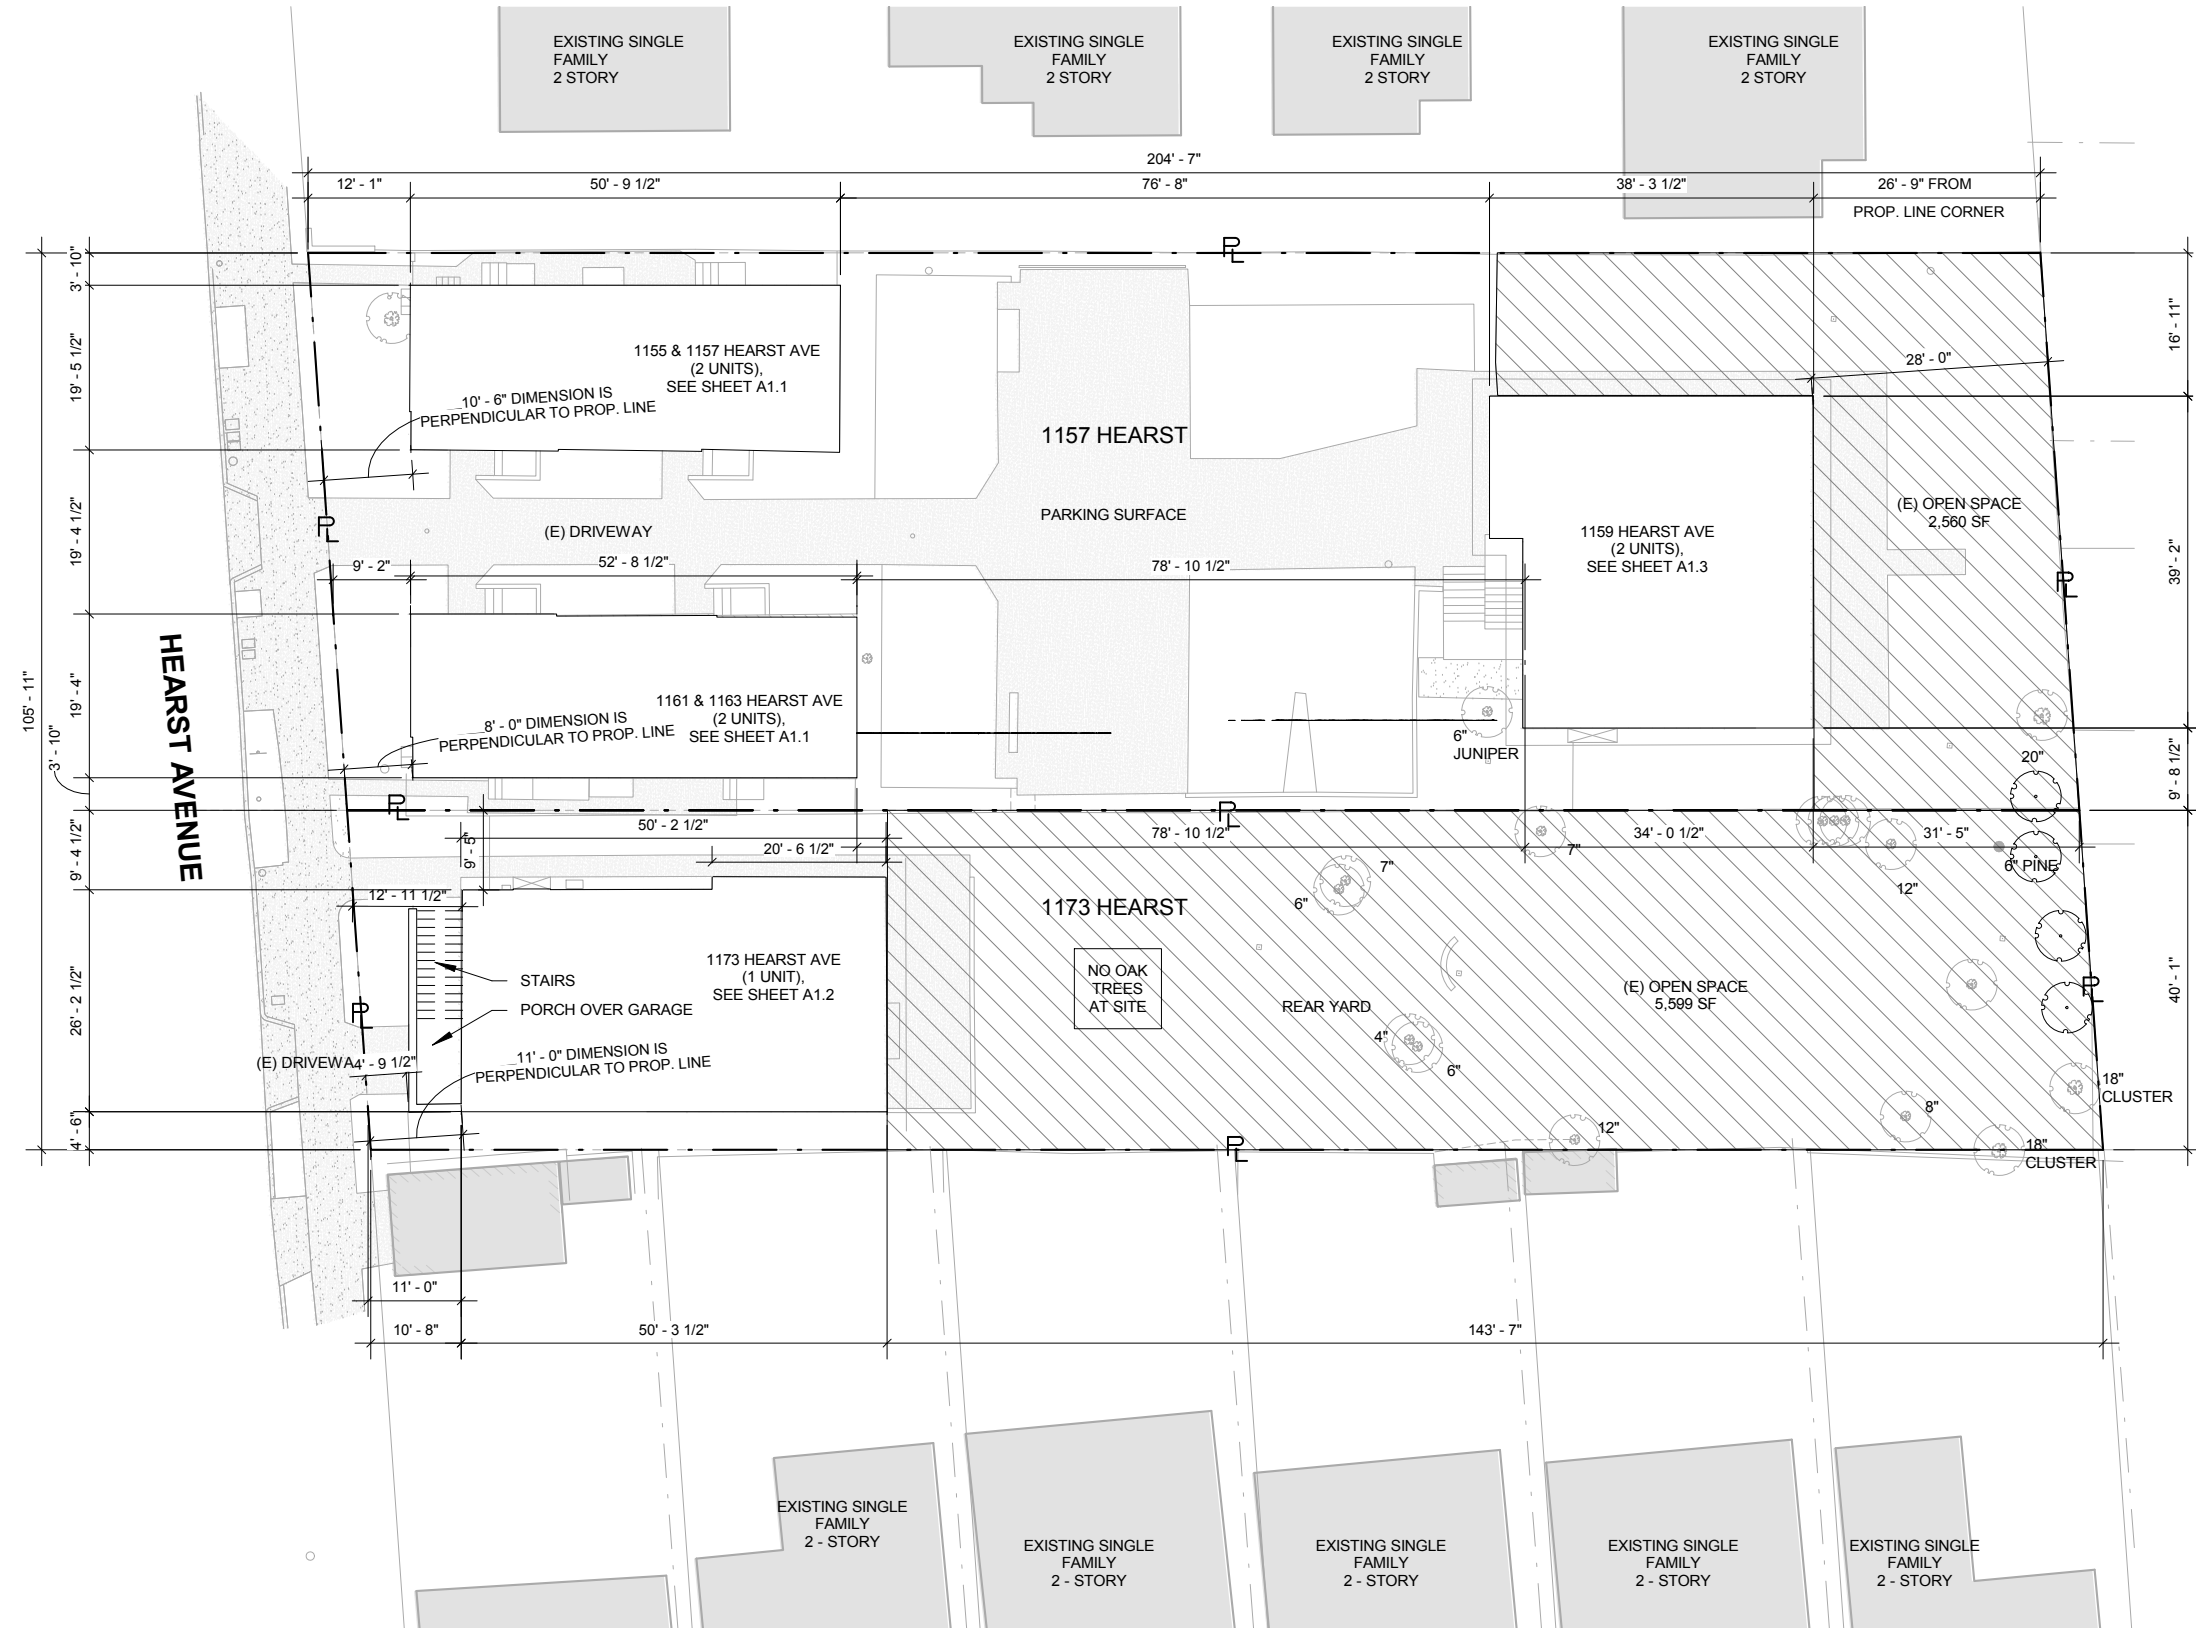 EXISTING SINGLE
FAMILY
2 STORY
EXISTING SINGLE
FAMILY
2 STORY
EXISTING SINGLE
FAMILY
2 STORY
EXISTING SINGLE
FAMILY
2 STORY
204' - 7"
12' - 1"
50' - 9 1/2"
76' - 8"
38' - 3 1/2"
26' - 9" FROM
PROP. LINE CORNER
PL
3' - 10"
19' - 5 1/2"
19' - 4 1/2"
19' - 4"
105' - 11"
3' - 10"
9' - 4 1/2"
26' - 2 1/2"
4' - 6"
16' - 11"
39' - 2"
9' - 8 1/2"
40' - 1"
1155 & 1157 HEARST AVE
(2 UNITS),
SEE SHEET A1.1
10' - 6" DIMENSION IS
PERPENDICULAR TO PROP. LINE
28' - 0"
1157 HEARST
PARKING SURFACE
(E) OPEN SPACE
2,560 SF
PL
(E) DRIVEWAY
1159 HEARST AVE
(2 UNITS),
SEE SHEET A1.3
9' - 2"
52' - 8 1/2"
78' - 10 1/2"
PL
HEARST AVENUE
1161 & 1163 HEARST AVE
(2 UNITS),
SEE SHEET A1.1
8' - 0" DIMENSION IS
PERPENDICULAR TO PROP. LINE
6"
JUNIPER
20"
PL
PL
50' - 2 1/2"
78' - 10 1/2"
34' - 0 1/2"
31' - 5"
9' - 5"
20' - 6 1/2"
7"
7"
6" PINE
12"
12' - 11 1/2"
6"
1173 HEARST
1173 HEARST AVE
(1 UNIT),
SEE SHEET A1.2
STAIRS
PORCH OVER GARAGE
NO OAK
TREES
AT SITE
REAR YARD
(E) OPEN SPACE
5,599 SF
PL
PL
4"
6"
(E) DRIVEWA
4' - 9 1/2"
11' - 0" DIMENSION IS
PERPENDICULAR TO PROP. LINE
18"
CLUSTER
8"
12"
18"
CLUSTER
PL
11' - 0"
10' - 8"
50' - 3 1/2"
143' - 7"
EXISTING SINGLE
FAMILY
2 - STORY
EXISTING SINGLE
FAMILY
2 - STORY
EXISTING SINGLE
FAMILY
2 - STORY
EXISTING SINGLE
FAMILY
2 - STORY
EXISTING SINGLE
FAMILY
2 - STORY